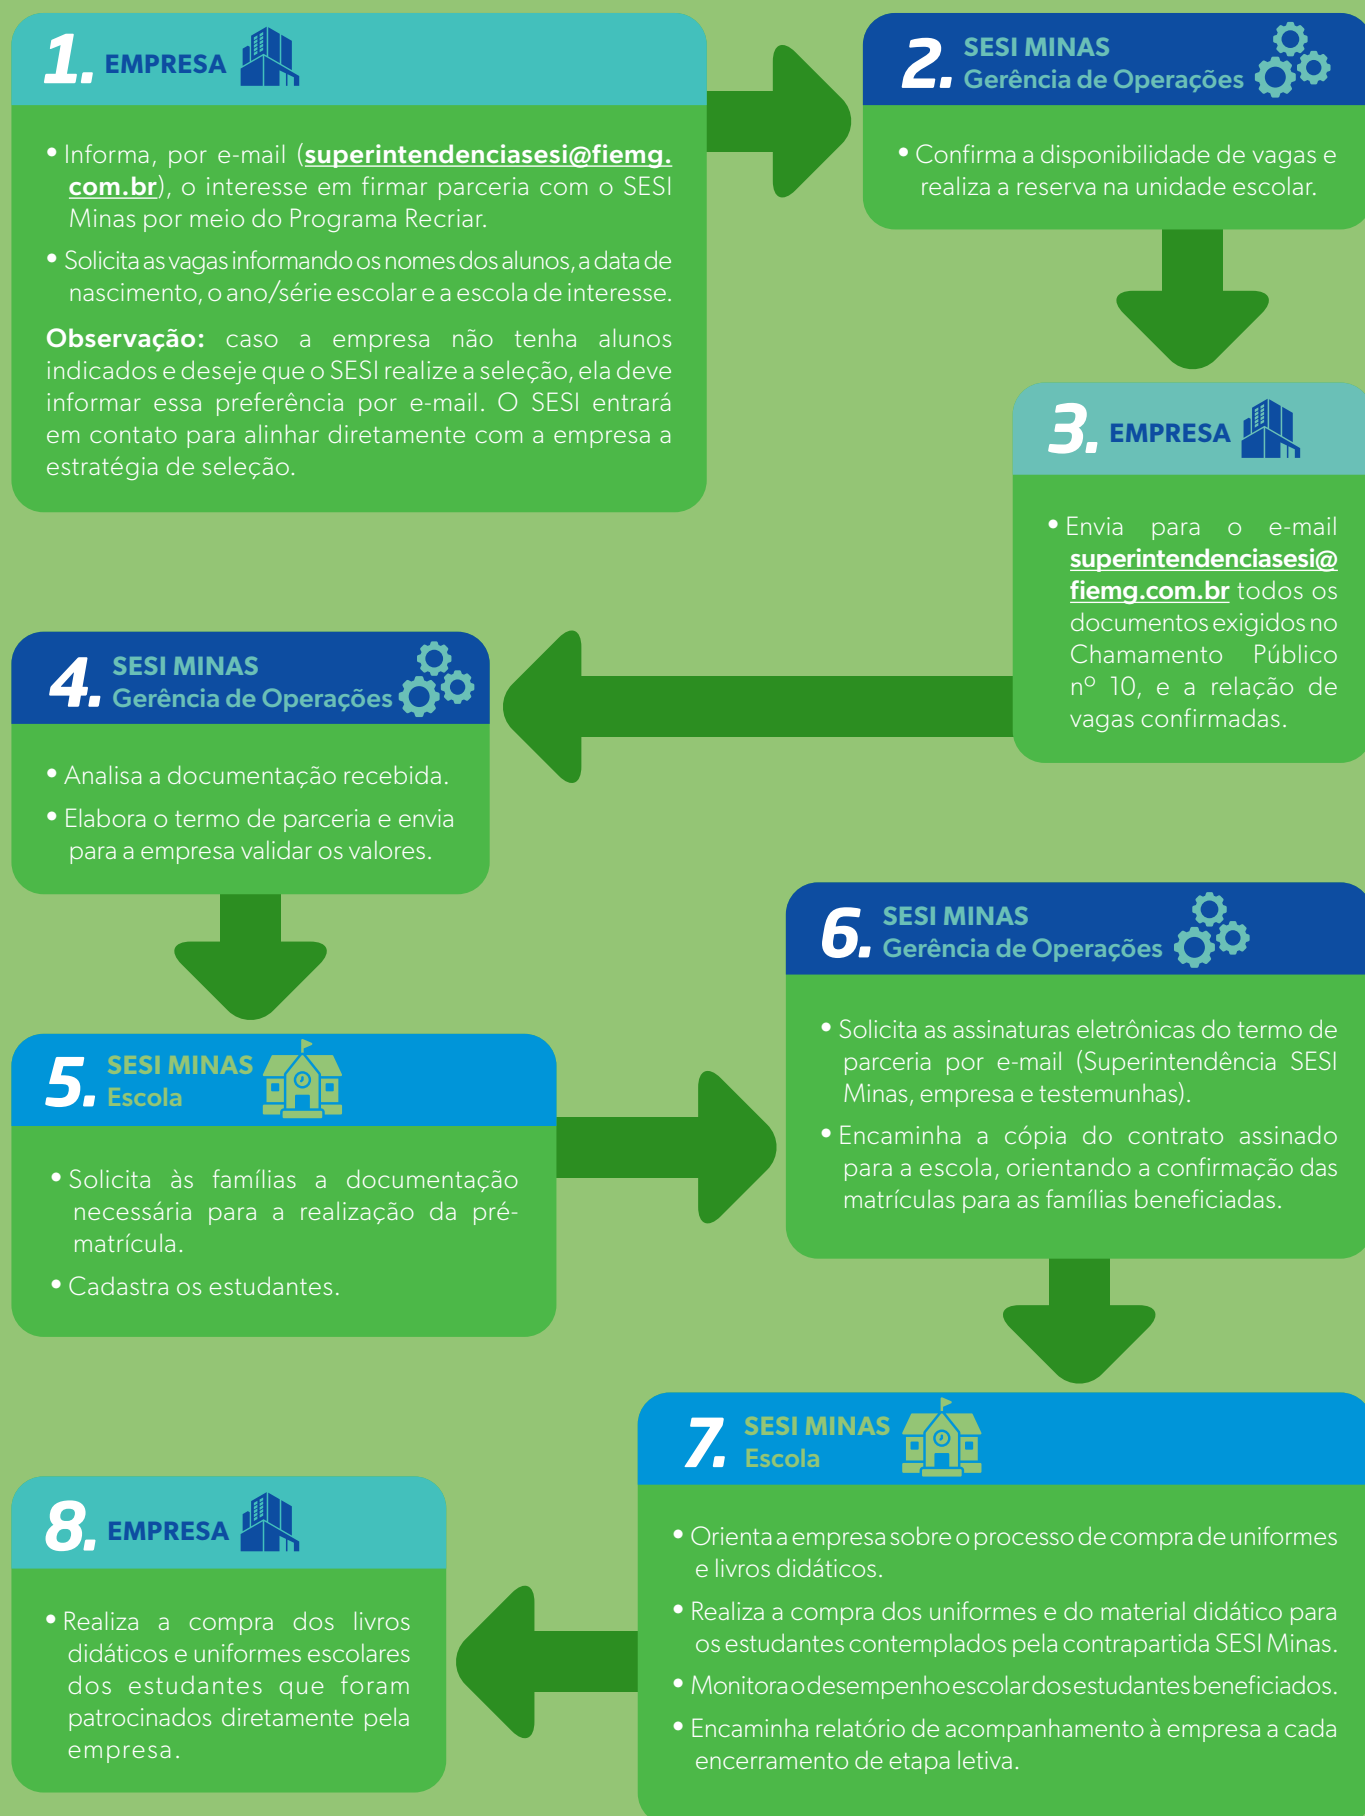 1. EMPRESA
• Informa, por e-mail (superintendenciasesi@fiemg.
com.br), o interesse em firmar parceria com o SESI
Minas por meio do Programa Recriar.
• Solicita as vagas informando os nomes dos alunos, a data de
nascimento, o ano/série escolar e a escola de interesse.
Observação: caso a empresa não tenha alunos
indicados e deseje que o SESI realize a seleção, ela deve
informar essa preferência por e-mail. O SESI entrará
em contato para alinhar diretamente com a empresa a
estratégia de seleção.
2. SESI MINAS
Gerência de Operações
• Confirma a disponibilidade de vagas e
realiza a reserva na unidade escolar.
3. EMPRESA
• Envia para o e-mail
superintendenciasesi@
fiemg.com.br todos os
documentos exigidos no
Chamamento Público
nº 10, e a relação de
vagas confirmadas.
4. SESI MINAS
Gerência de Operações
• Analisa a documentação recebida.
• Elabora o termo de parceria e envia
para a empresa validar os valores.
5. SESI MINAS
Escola
• Solicita às famílias a documentação
necessária para a realização da pré-
matrícula.
• Cadastra os estudantes.
6. SESI MINAS
Gerência de Operações
• Solicita as assinaturas eletrônicas do termo de
parceria por e-mail (Superintendência SESI
Minas, empresa e testemunhas).
• Encaminha a cópia do contrato assinado
para a escola, orientando a confirmação das
matrículas para as famílias beneficiadas.
7. SESI MINAS
Escola
• Orienta a empresa sobre o processo de compra de uniformes
e livros didáticos.
• Realiza a compra dos uniformes e do material didático para
os estudantes contemplados pela contrapartida SESI Minas.
• Monitora o desempenho escolar dos estudantes beneficiados.
• Encaminha relatório de acompanhamento à empresa a cada
encerramento de etapa letiva.
8. EMPRESA
• Realiza a compra dos livros
didáticos e uniformes escolares
dos estudantes que foram
patrocinados diretamente pela
empresa.